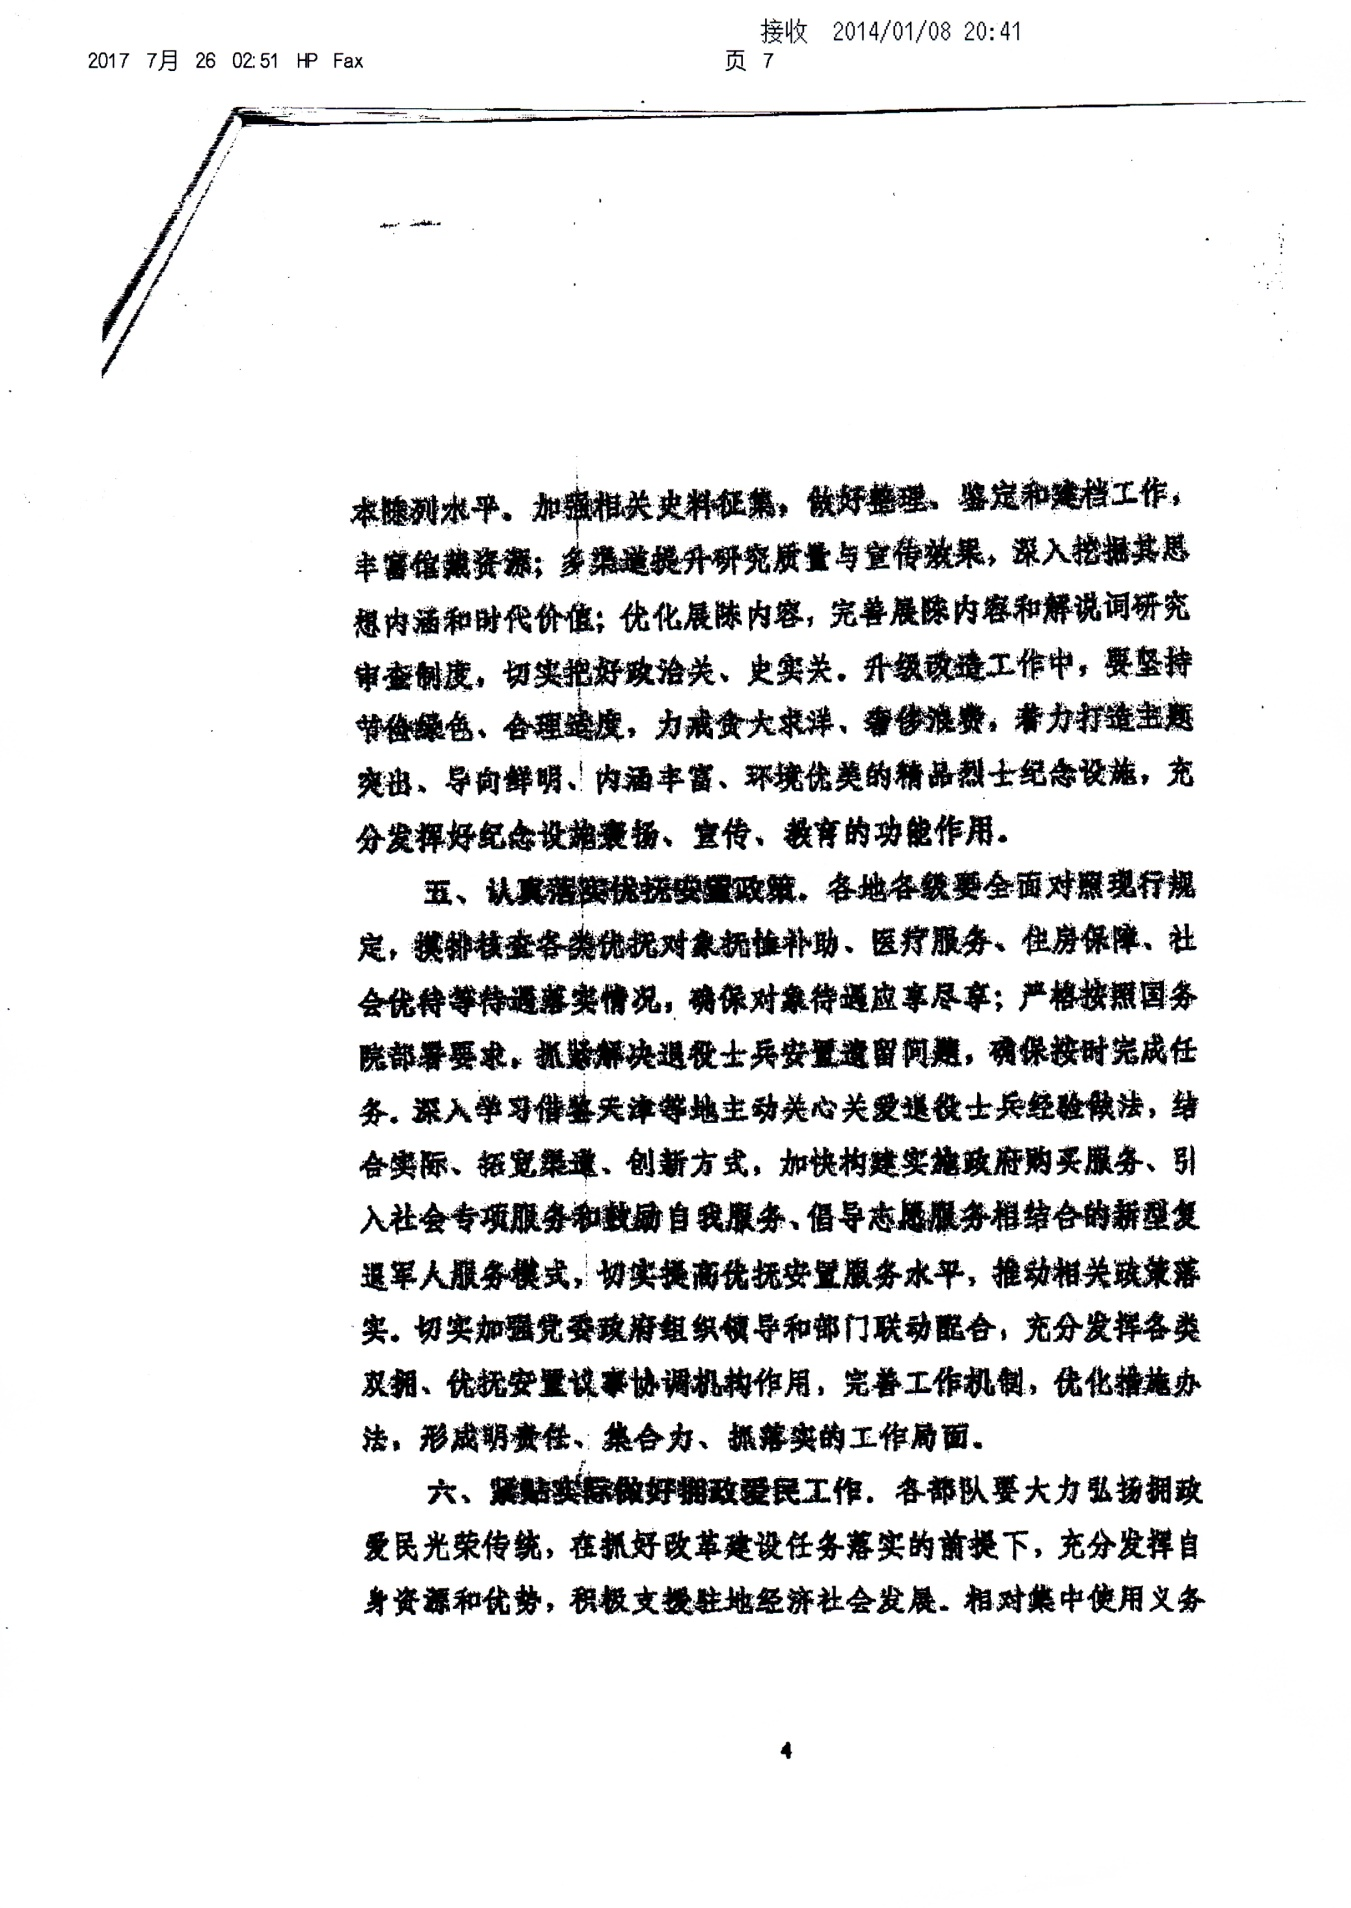 接收 2014/01/08 20:41
2017 7月 26 02:51 HP Fax 页 7
本陈列水平。加强相关史料征集，做好整理、鉴定和建档工作，
丰富馆藏资源；多渠道提升研究质量与宣传效果，深入挖掘其思
想内涵和时代价值；优化展陈内容，完善展陈内容和解说词研究
审查制度，切实把好政治关、史实关。升级改造工作中，要坚持
节俭绿色、合理适度，力戒贪大求洋、奢侈浪费，着力打造主题
突出、导向鲜明、内涵丰富、环境优美的精品烈士纪念设施，充
分发挥好纪念设施褒扬、宣传、教育的功能作用。
五、认真落实优抚安置政策。各地各级要全面对照现行规
定，摸排核查各类优抚对象抚恤补助、医疗服务、住房保障、社
会优待等待遇落实情况，确保对象待遇应享尽享；严格按照国务
院部署要求，抓紧解决退役士兵安置遗留问题，确保按时完成任
务。深入学习借鉴天津等地主动关心关爱退役士兵经验做法，结
合实际、拓宽渠道、创新方式，加快构建实施政府购买服务、引
入社会专项服务和鼓励自我服务、倡导志愿服务相结合的新型复
退军人服务模式，切实提高优抚安置服务水平，推动相关政策落
实。切实加强党委政府组织领导和部门联动配合，充分发挥各类
双拥、优抚安置议事协调机构作用，完善工作机制，优化措施办
法，形成明责任、集合力、抓落实的工作局面。
六、紧贴实际做好拥政爱民工作。各部队要大力弘扬拥政
爱民光荣传统，在抓好改革建设任务落实的前提下，充分发挥自
身资源和优势，积极支援驻地经济社会发展。相对集中使用义务
4